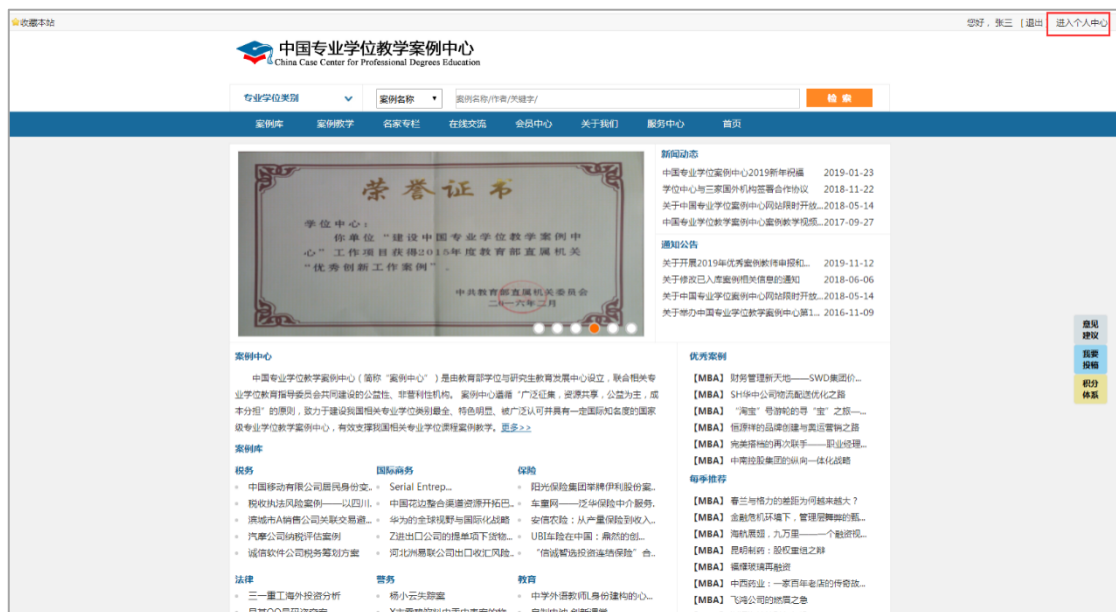 收藏本站
您好，张三 [退出 进入个人中心
中国专业学位教学案例中心
China Case Center for Professional Degrees Education
专业学位类别
案例名称
案例名称/作者/关键字/
检索
案例库 案例教学 名家专栏 在线交流 会员中心 关于我们 服务中心 首页
荣誉证书
学位中心：
你单位“建设中国专业学位教学案例中
心”工作项目获得2015年度教育部直属机关
“优秀创新工作案例”。
中共教育部直属机关委员会
二〇一六年二月
新闻动态
中国专业学位案例中心2019新年祝福 2019-01-23
学位中心与三家国外机构签署合作协议 2018-11-22
关于中国专业学位案例中心网站限时开放...2018-05-14
中国专业学位教学案例中心案例教学视频...2017-09-27
通知公告
关于开展2019年优秀案例教师申报和... 2019-11-12
关于修改已入库案例相关信息的通知 2018-06-06
关于中国专业学位案例中心网站限时开放...2018-05-14
关于举办中国专业学位教学案例中心第1... 2016-11-09
意见
建议
我要
投稿
积分
体系
案例中心
中国专业学位教学案例中心（简称“案例中心”）是由教育部学位与研究生教育发展中心设立，联合相关专
业学位教育指导委员会共同建设的公益性、非营利性机构。 案例中心遵循“广泛征集，资源共享，公益为主，成
本分担”的原则，致力于建设我国相关专业学位类别最全、特色明显、被广泛认可并具有一定国际知名度的国家
级专业学位教学案例中心，有效支撑我国相关专业学位课程案例教学。更多>>
案例库
税务
中国移动有限公司居民身份变..
税收执法风险案例——以四川..
滨城市A销售公司关联交易避..
汽摩公司纳税评估案例
诚信软件公司税务筹划方案
国际商务
Serial Entrep...
中国花边整合渠道资源开拓巴..
华为的全球视野与国际化战略
Z进出口公司的提单项下货物...
河北洲易联公司出口收汇风险..
保险
阳光保险集团举牌伊利股份案..
车童网——泛华保险中介服务.
安信农险：从产量保险到收入..
UBI车险在中国：鼎然的创...
“信诚智选投资连结保险”合..
法律
三一重工海外投资分析
警务
杨小云失踪案
教育
中学外语教师L身份建构的心...
优秀案例
【MBA】 财务管理新天地——SWD集团价...
【MBA】 SH华中公司物流配送优化之路
【MBA】 “淘宝”号游轮的寻“宝”之旅—...
【MBA】 恒源祥的品牌创建与奥运营销之路
【MBA】 完美搭档的再次联手——职业经理...
【MBA】 中南控股集团的纵向一体化战略
每季推荐
【MBA】 春兰与格力的差距为何越来越大？
【MBA】 金融危机环境下，管理层舞弊的甄...
【MBA】 海航展翅，九万里——一个融资视...
【MBA】 昆明制药：股权重组之辩
【MBA】 福耀玻璃再融资
【MBA】 中西药业：一家百年老店的传奇故...
【MBA】 飞鸿公司的燃眉之急